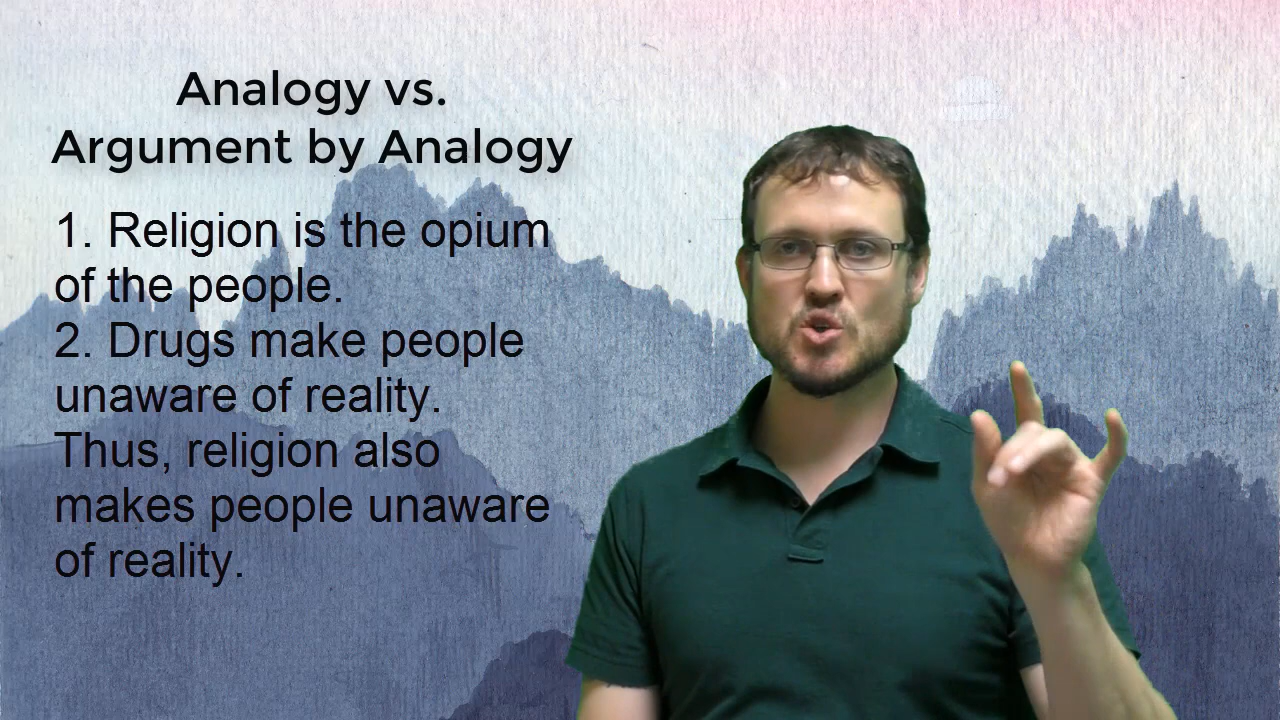 Analogy vs.
Argument by Analogy
1. Religion is the opium
of the people.
2. Drugs make people
unaware of reality.
Thus, religion also
makes people unaware
of reality.